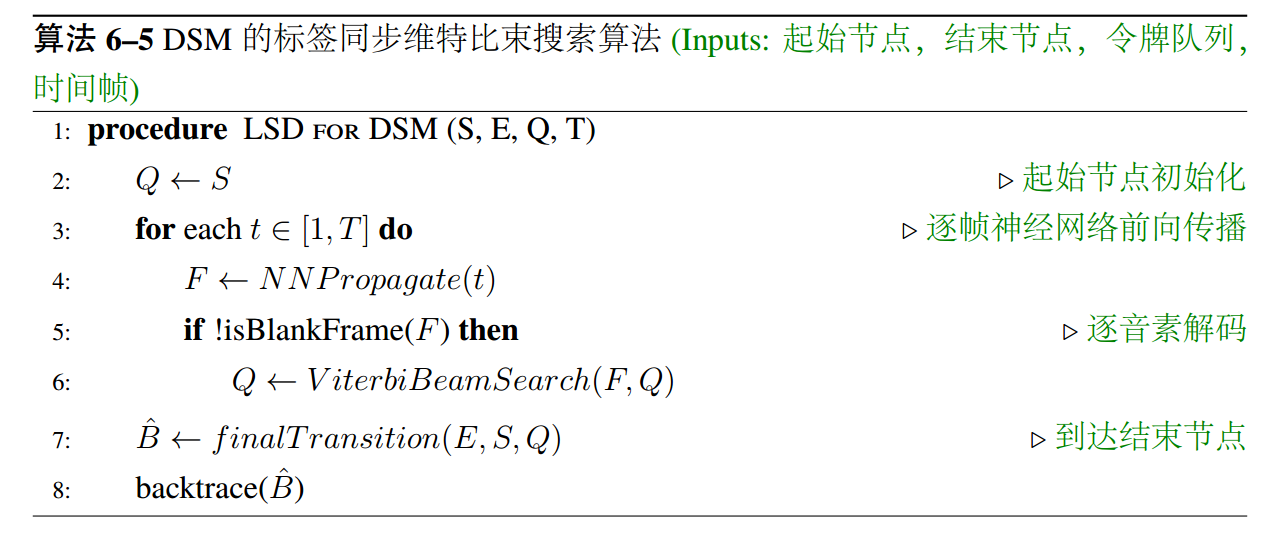 算法 6–5 DSM 的标签同步维特比束搜索算法 (Inputs: 起始节点，结束节点，令牌队列，
时间帧)
1: procedure LSD FOR DSM (S, E, Q, T)
2: Q ← S ▷ 起始节点初始化
3: for each t ∈ [1, T] do ▷ 逐帧神经网络前向传播
4: F ← NNPropagate(t)
5: if !isBlankFrame(F) then ▷ 逐音素解码
6: Q ← ViterbiBeamSearch(F, Q)
7: B̂ ← finalTransition(E, S, Q) ▷ 到达结束节点
8: backtrace(B̂)